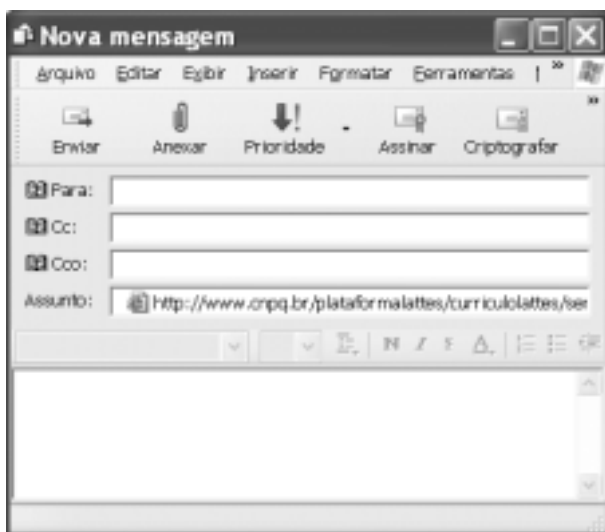 Nova mensagem
Arquivo Editar Exibir Inserir Formatar Ferramentas »
»
Enviar Anexar Prioridade Assinar Criptografar
Para:
Cc:
Cco:
Assunto: http://www.cnpq.br/plataformalattes/curriculolattes/ser
N I S A